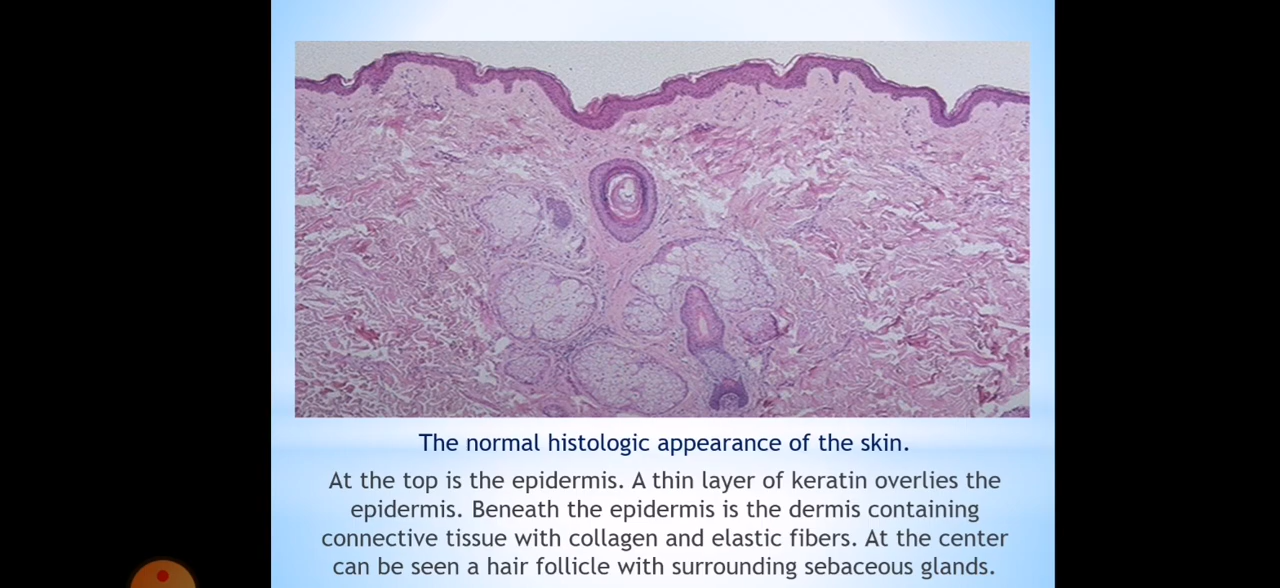 The normal histologic appearance of the skin.
At the top is the epidermis. A thin layer of keratin overlies the
epidermis. Beneath the epidermis is the dermis containing
connective tissue with collagen and elastic fibers. At the center
can be seen a hair follicle with surrounding sebaceous glands.